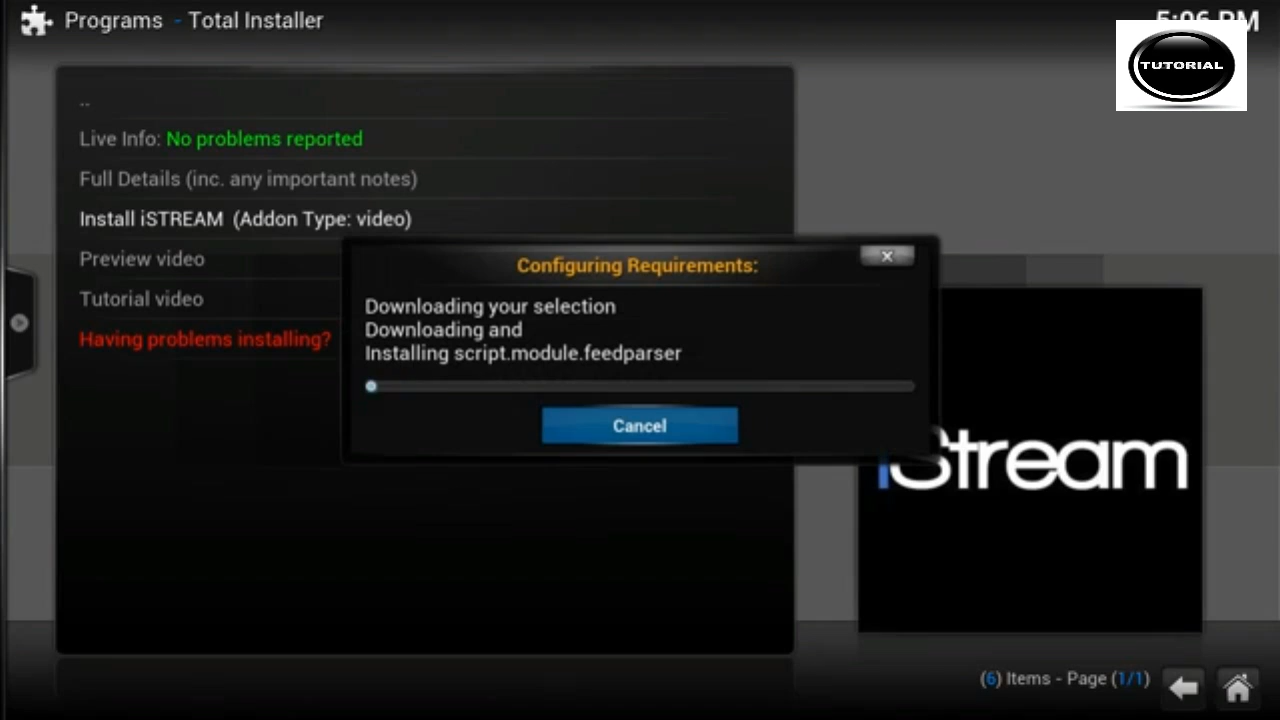 Programs - Total Installer
5:06 PM
TUTORIAL
..
Live Info: No problems reported
Full Details (inc. any important notes)
Install iSTREAM (Addon Type: video)
Preview video
Tutorial video
Having problems installing?
Configuring Requirements:
Downloading your selection
Downloading and
Installing script.module.feedparser
Cancel
iStream
(6) Items - Page (1/1)